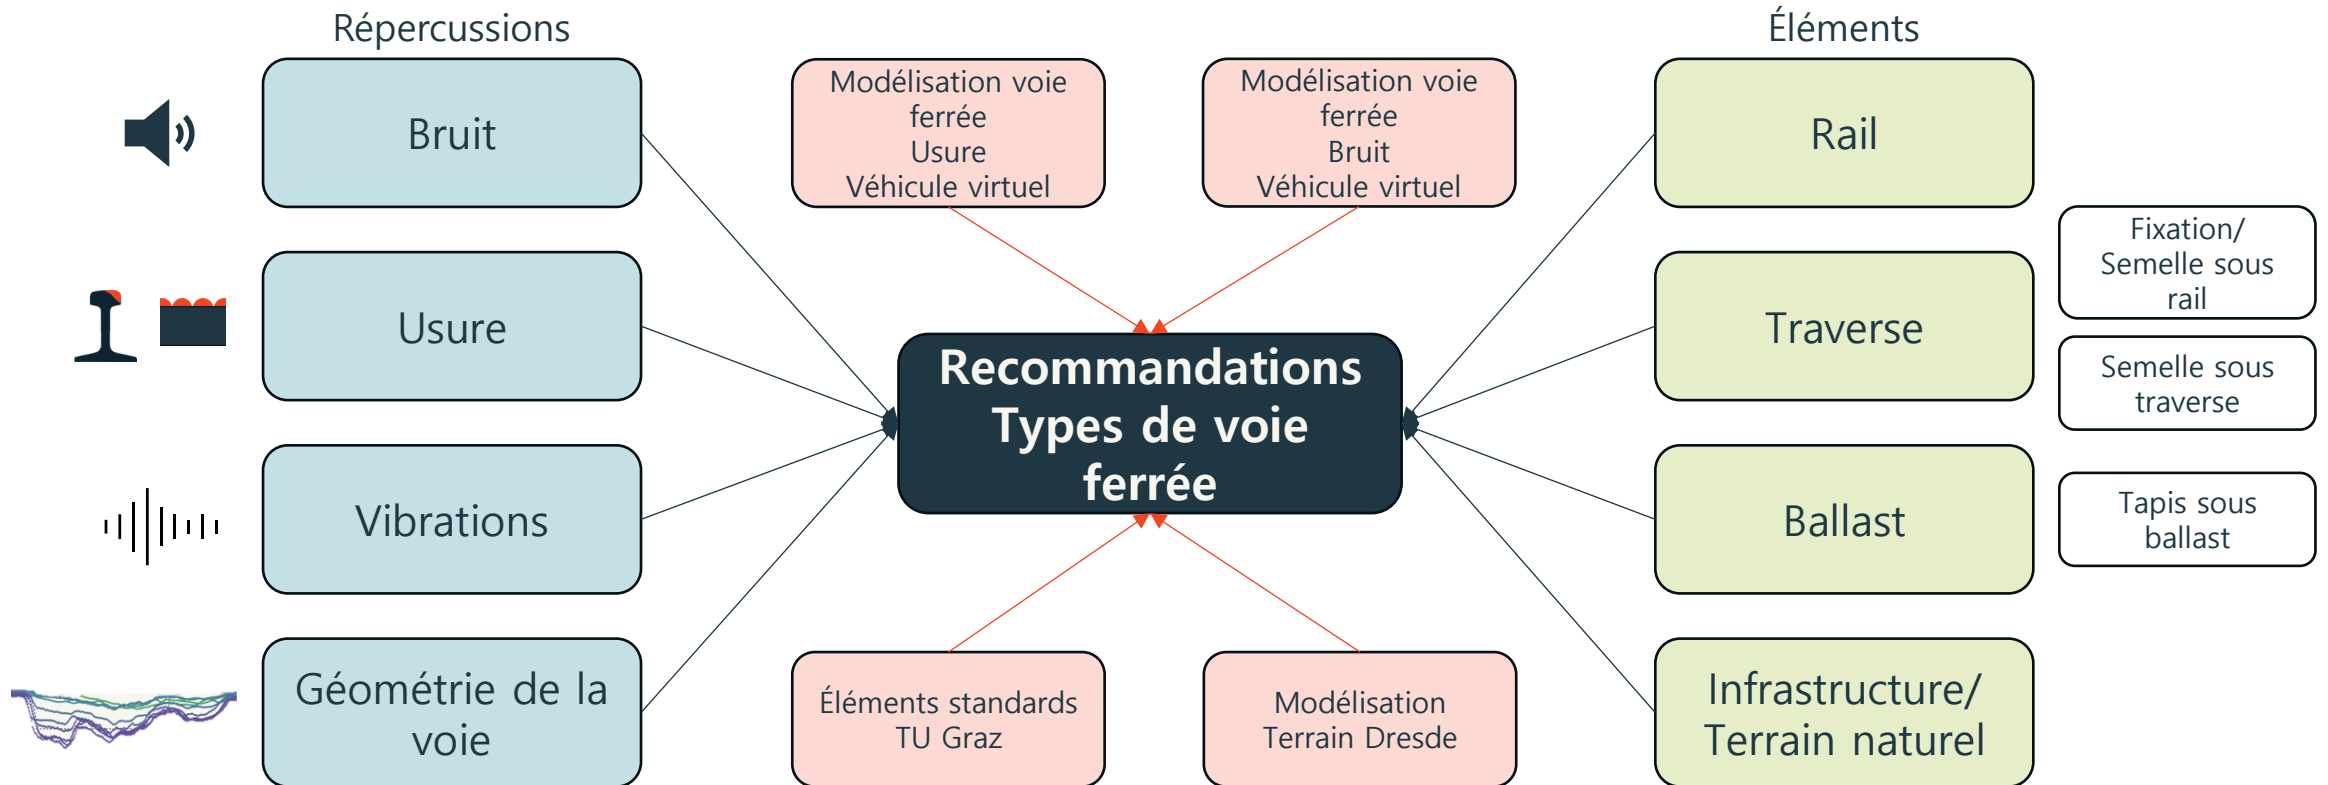 Répercussions
Bruit
Usure
Vibrations
Géométrie de la
voie
Modélisation voie
ferrée
Usure
Véhicule virtuel
Modélisation voie
ferrée
Bruit
Véhicule virtuel
Recommandations
Types de voie
ferrée
Éléments standards
TU Graz
Modélisation
Terrain Dresde
Éléments
Rail
Traverse
Ballast
Infrastructure/
Terrain naturel
Fixation/
Semelle sous
rail
Semelle sous
traverse
Tapis sous
ballast